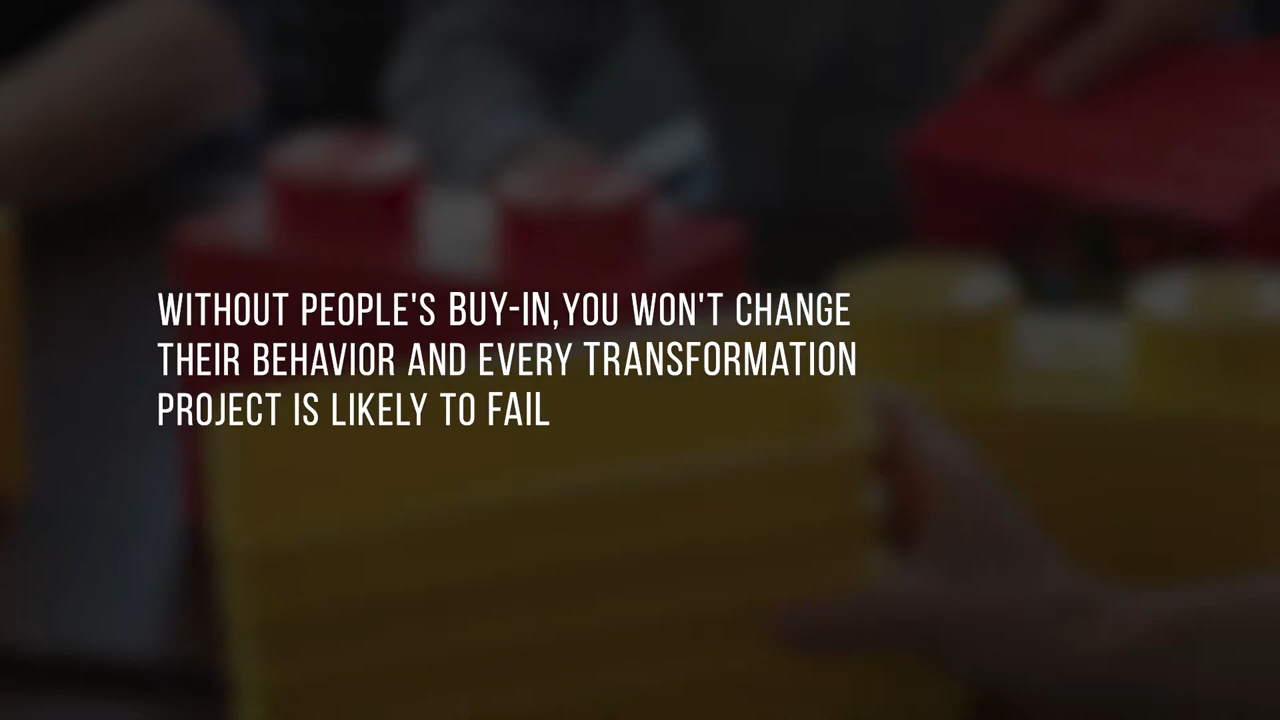 WITHOUT PEOPLE'S BUY-IN,YOU WON'T CHANGE
THEIR BEHAVIOR AND EVERY TRANSFORMATION
PROJECT IS LIKELY TO FAIL